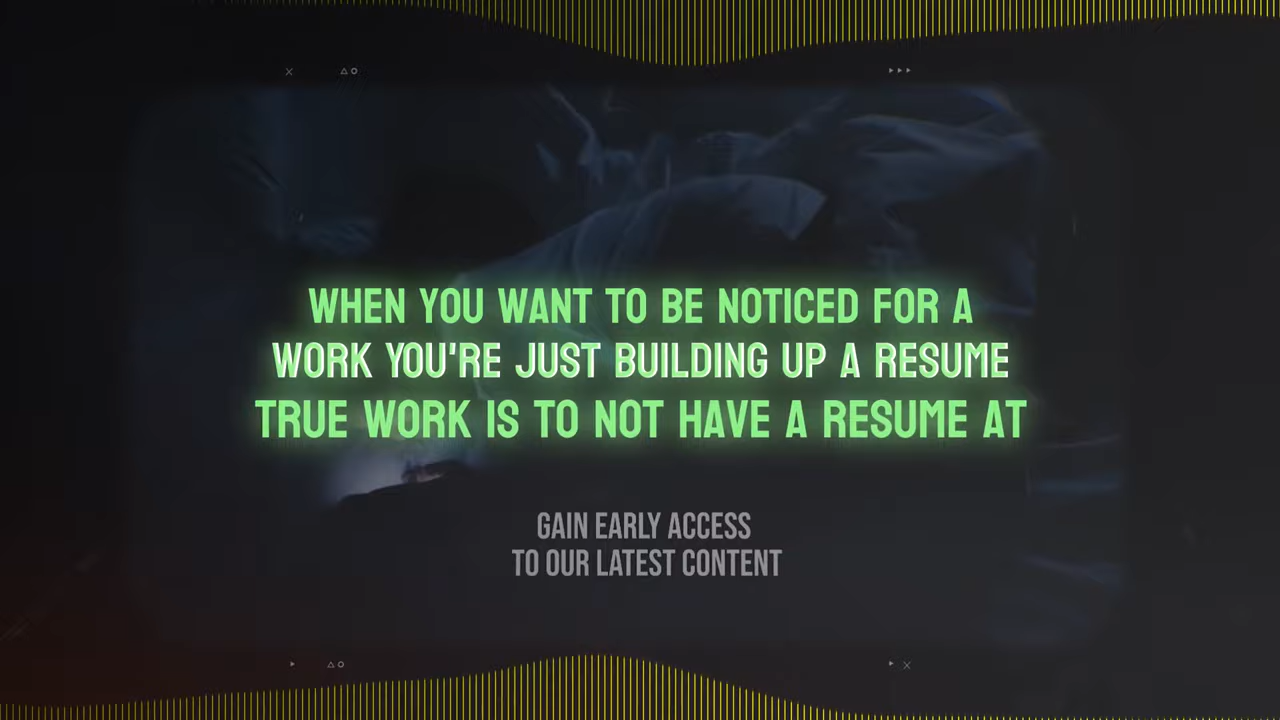 WHEN YOU WANT TO BE NOTICED FOR A
WORK YOU'RE JUST BUILDING UP A RESUME
TRUE WORK IS TO NOT HAVE A RESUME AT
GAIN EARLY ACCESS
TO OUR LATEST CONTENT